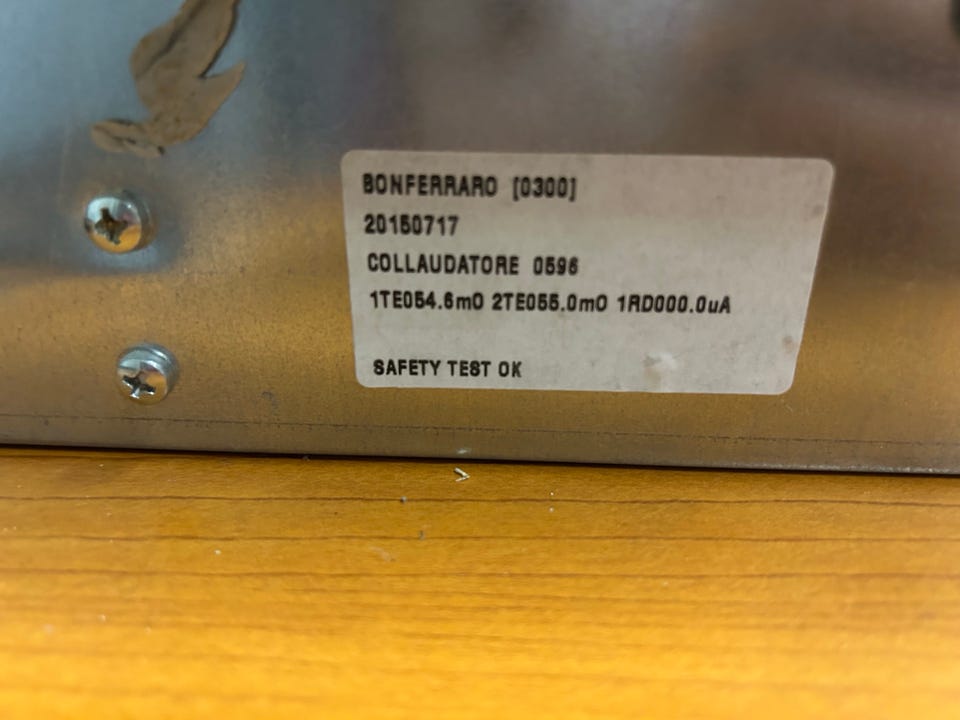 BONFERRARO [0300]
20150717
COLLAUDATORE 0596
1TE054.6mO 2TE055.0mO 1RD000.0uA
SAFETY TEST OK